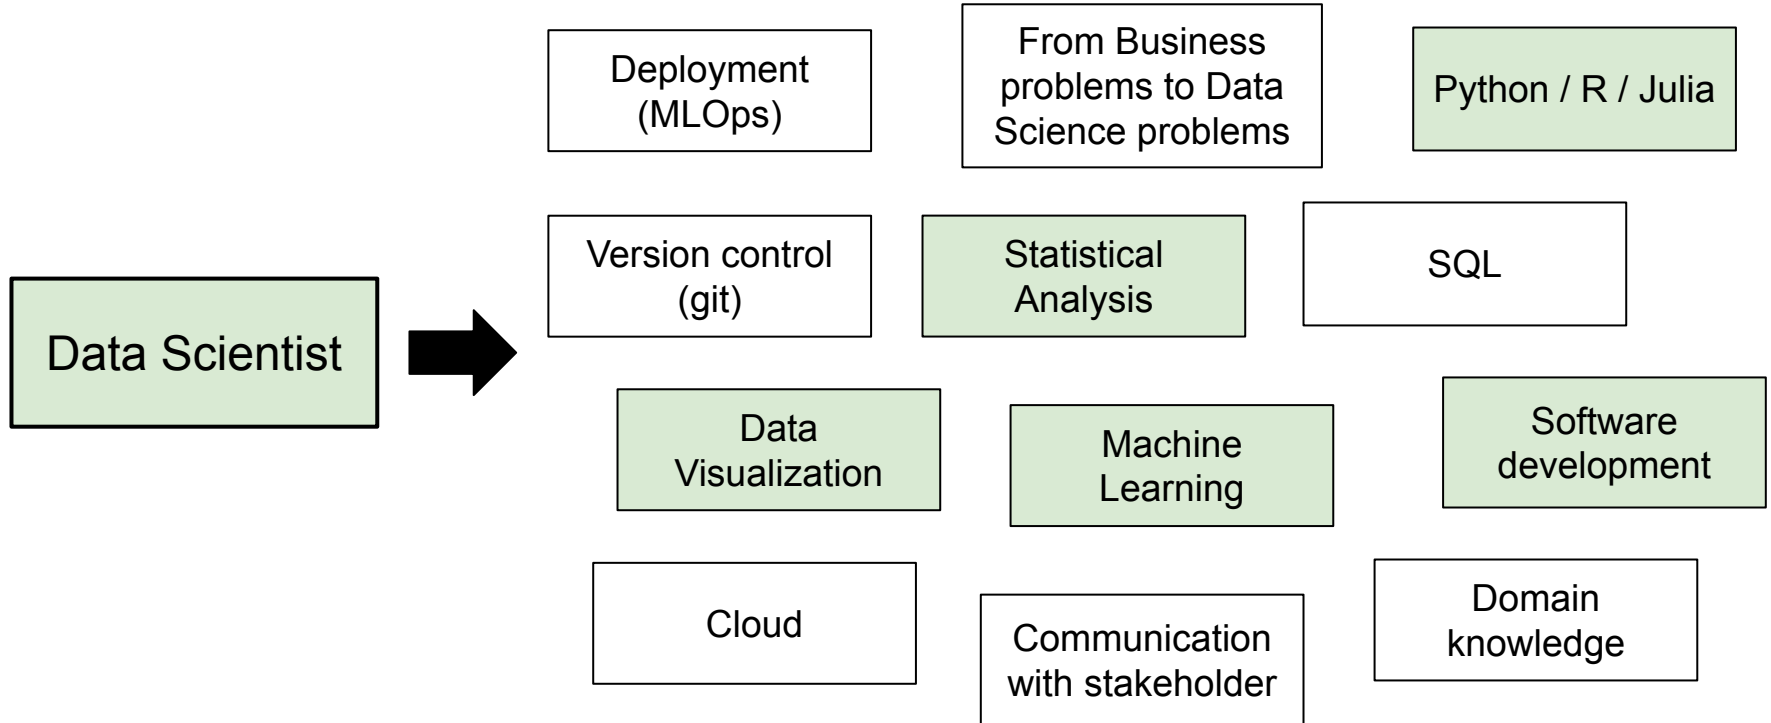 Deployment
(MLOps)
From Business
problems to Data
Science problems
Python / R / Julia
Version control
(git)
Statistical
Analysis
SQL
Data Scientist
Data
Visualization
Machine
Learning
Software
development
Cloud
Communication
with stakeholder
Domain
knowledge